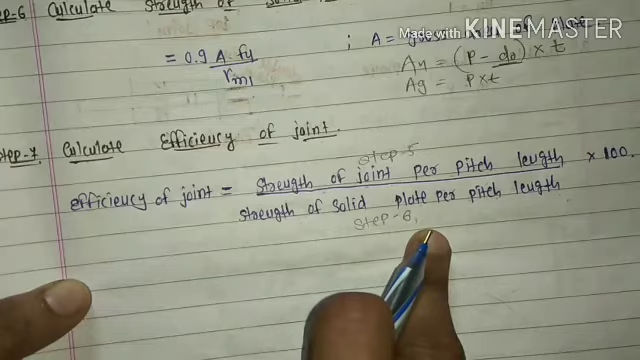 Step-6 Calculate strength of
Made with KINEMASTER
= 0.9 A.fy / γm1 ; A =
An = (P - do) × t
Ag = P × t
Step-7 Calculate Efficiency of joint.
Step-5
Efficiency of joint = strength of joint per pitch length / strength of solid plate per pitch length × 100.
Step-6,